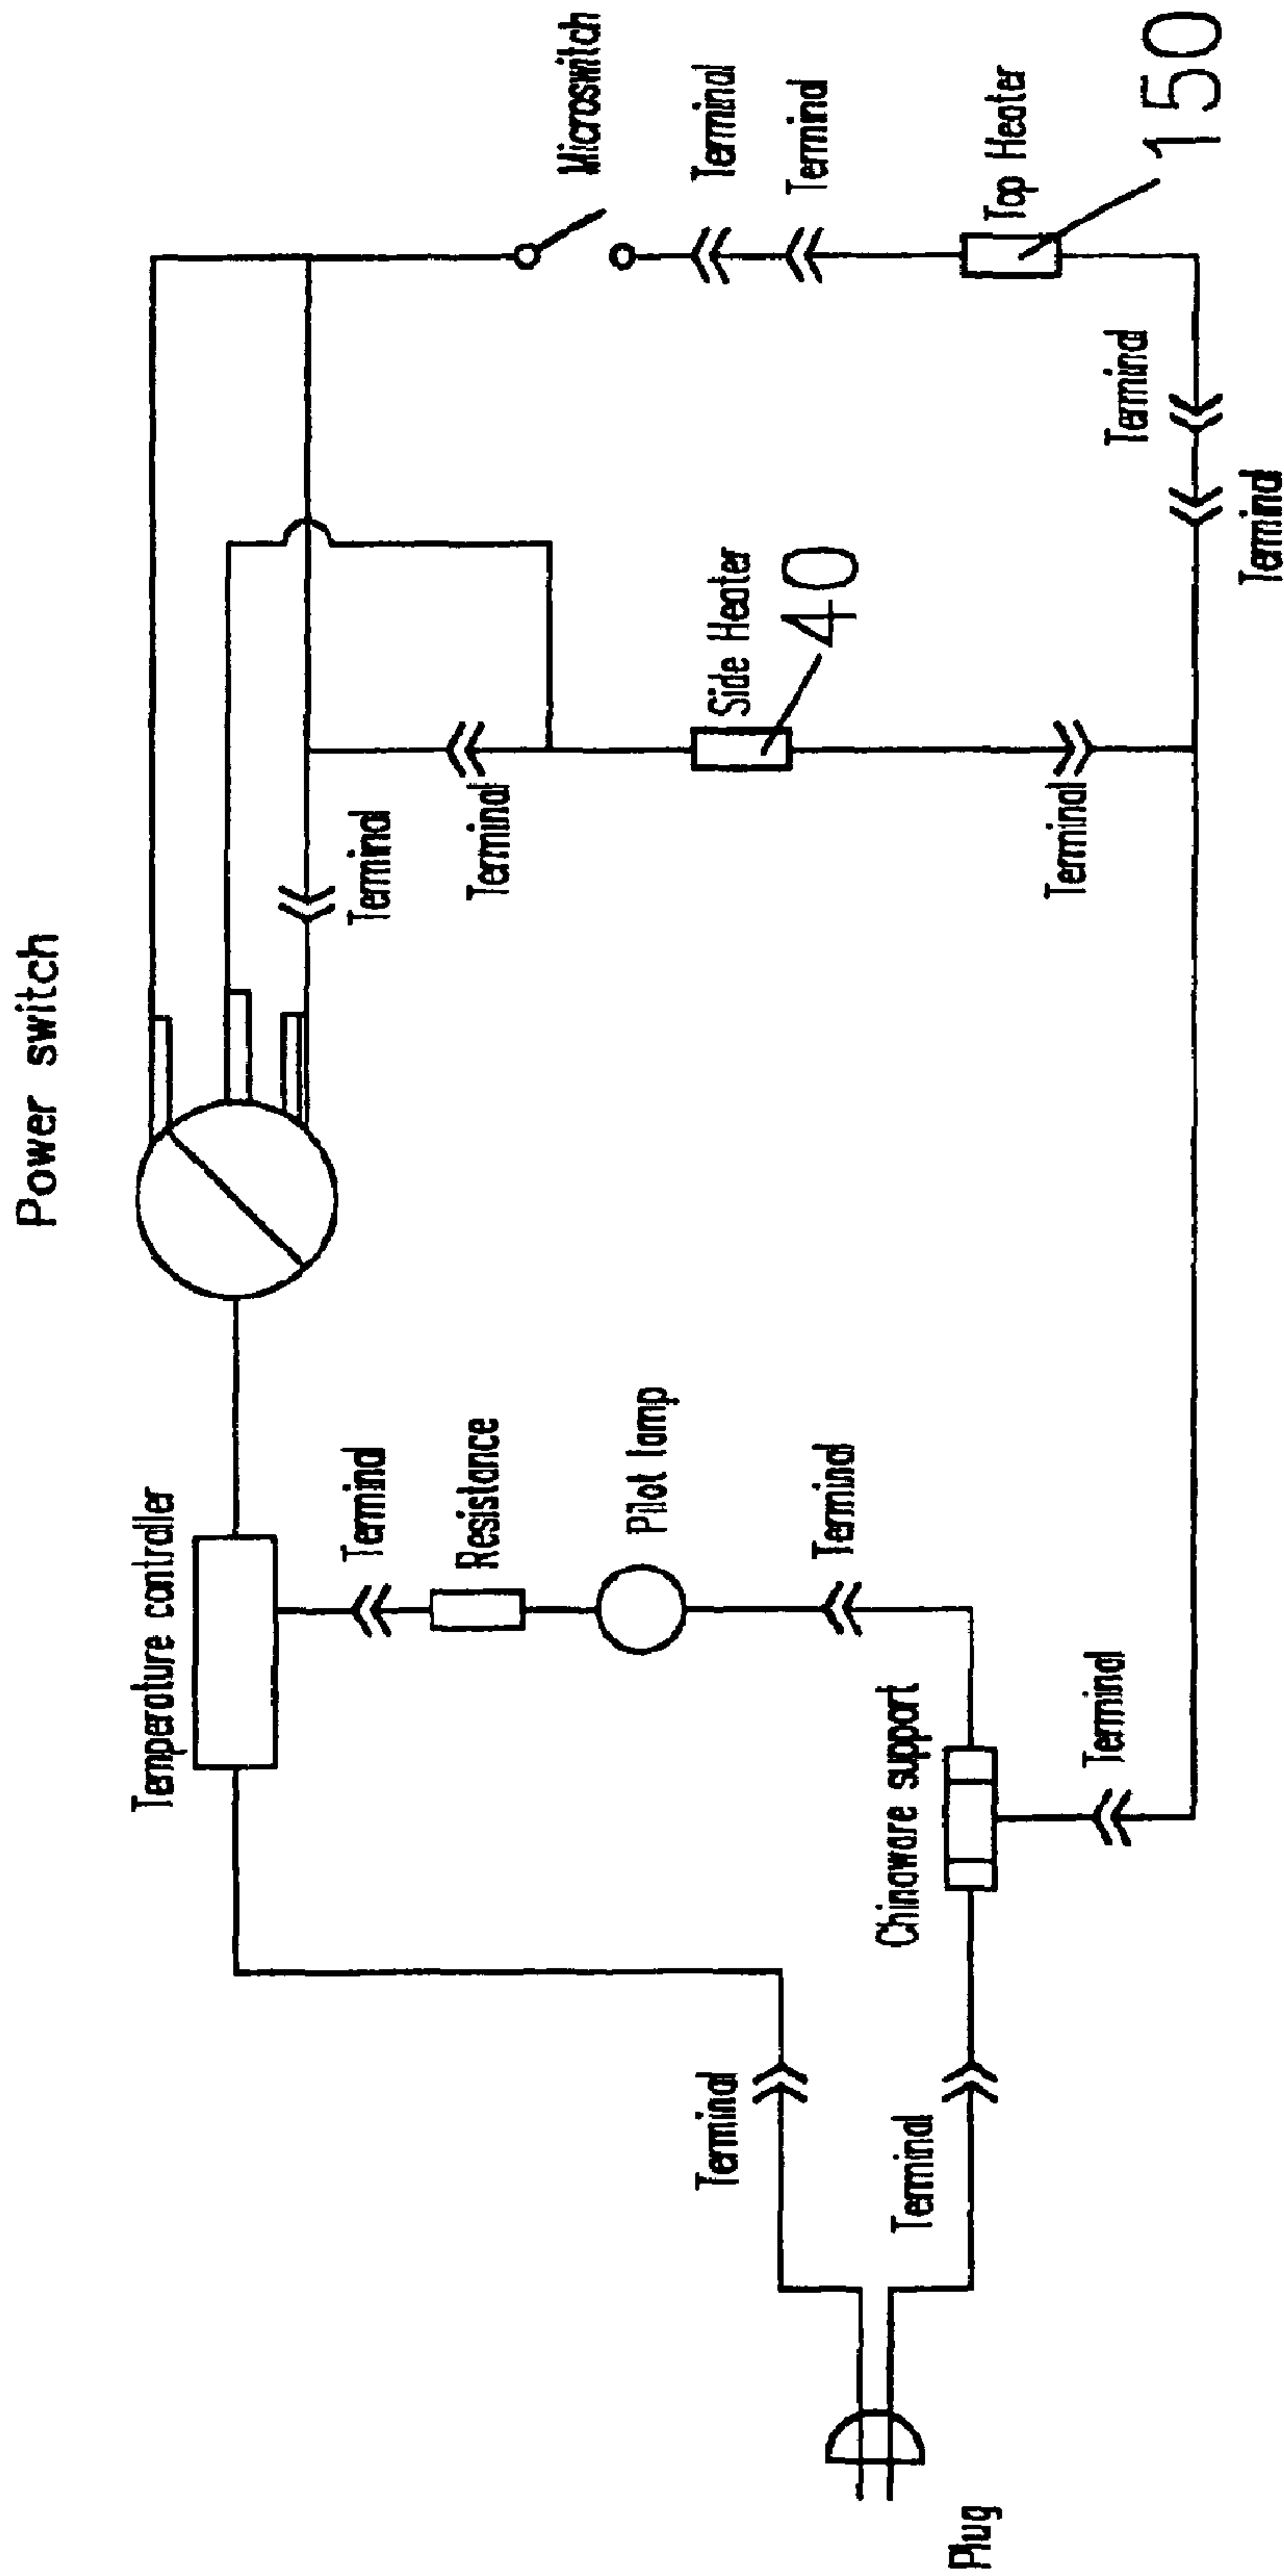 Power switch
Temperature controller
Terminal
Terminal
Resistance
Terminal
Microswitch
Pilot lamp
Terminal
Side Heater
Terminal
Terminal
40
Terminal
Chinaware support
Terminal
Plug
Top Heater
Terminal
Terminal
Terminal
150
Terminal